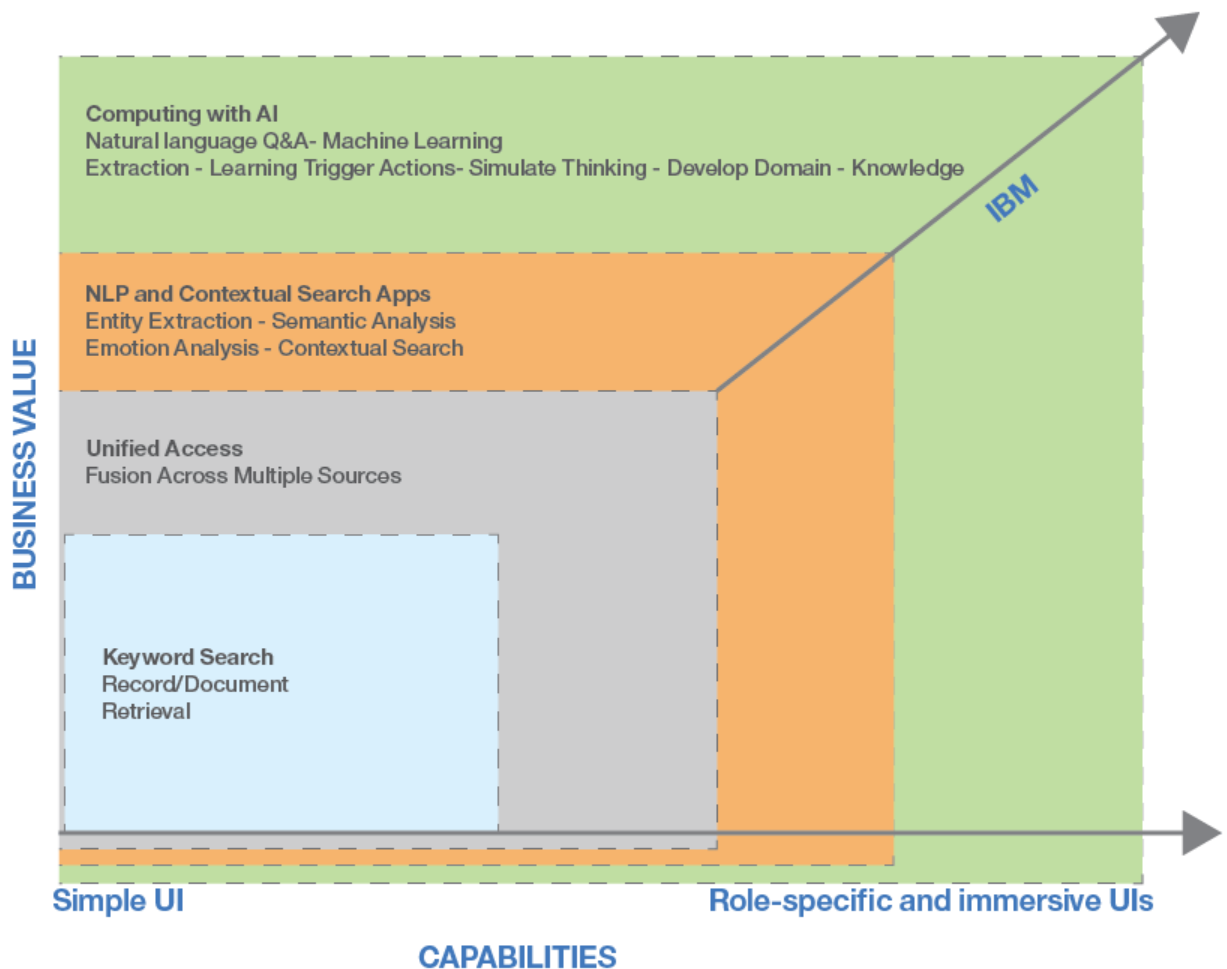 Computing with AI
Natural language Q&A- Machine Learning
Extraction - Learning Trigger Actions- Simulate Thinking - Develop Domain - Knowledge
IBM
NLP and Contextual Search Apps
Entity Extraction - Semantic Analysis
Emotion Analysis - Contextual Search
BUSINESS VALUE
Unified Access
Fusion Across Multiple Sources
Keyword Search
Record/Document
Retrieval
Simple UI
Role-specific and immersive UIs
CAPABILITIES